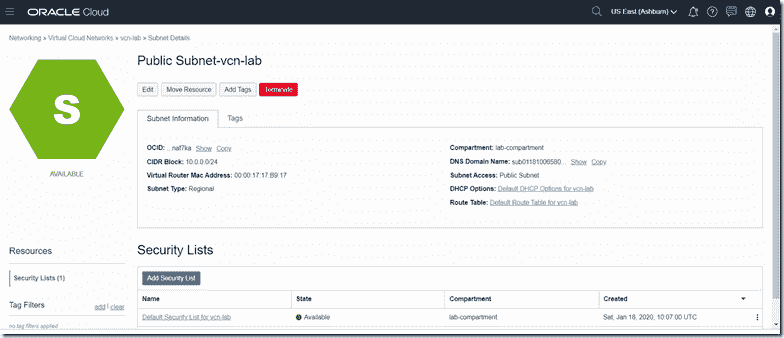 ORACLE Cloud
US East (Ashburn)
Networking » Virtual Cloud Networks » vcn-lab » Subnet Details
S
AVAILABLE
Public Subnet-vcn-lab
Edit
Move Resource
Add Tags
Terminate
Subnet Information
Tags
OCID: ...naf7ka Show Copy
CIDR Block: 10.0.0.0/24
Virtual Router Mac Address: 00:00:17:17:B9:17
Subnet Type: Regional
Compartment: lab-compartment
DNS Domain Name: sub01181006580... Show Copy
Subnet Access: Public Subnet
DHCP Options: Default DHCP Options for vcn-lab
Route Table: Default Route Table for vcn-lab
Resources
Security Lists (1)
Tag Filters add | clear
no tag filters applied
Security Lists
Add Security List
Name State Compartment Created
Default Security List for vcn-lab Available lab-compartment Sat, Jan 18, 2020, 10:07:00 UTC